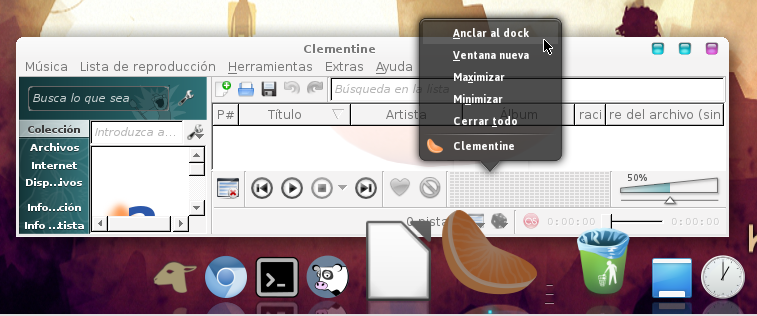 Anclar al dock
Ventana nueva
Maximizar
Minimizar
Cerrar todo
Clementine
Clementine
Música Lista de reproducción Herramientas Extras Ayuda
Busca lo que sea
Búsqueda en la lista
P# Título Artista Álbum raci re del archivo (sin
Colección
Introduzca a...
Archivos
Internet
Disp...ivos
Info...ción
Info ...tista
50%
0 pista
0:00:00
0:00:00